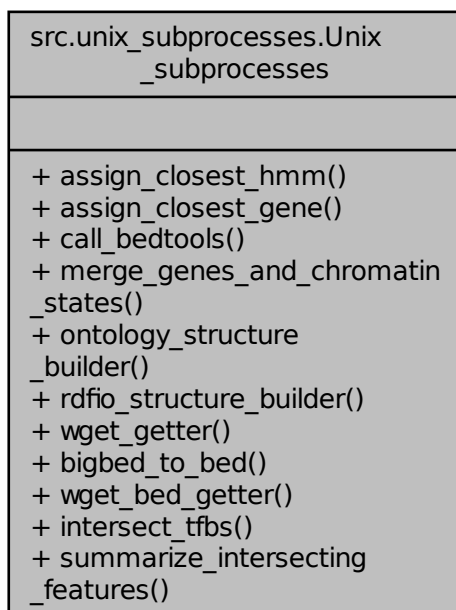 src.unix_subprocesses.Unix
_subprocesses
+ assign_closest_hmm()
+ assign_closest_gene()
+ call_bedtools()
+ merge_genes_and_chromatin
_states()
+ ontology_structure
_builder()
+ rdfio_structure_builder()
+ wget_getter()
+ bigbed_to_bed()
+ wget_bed_getter()
+ intersect_tfbs()
+ summarize_intersecting
_features()